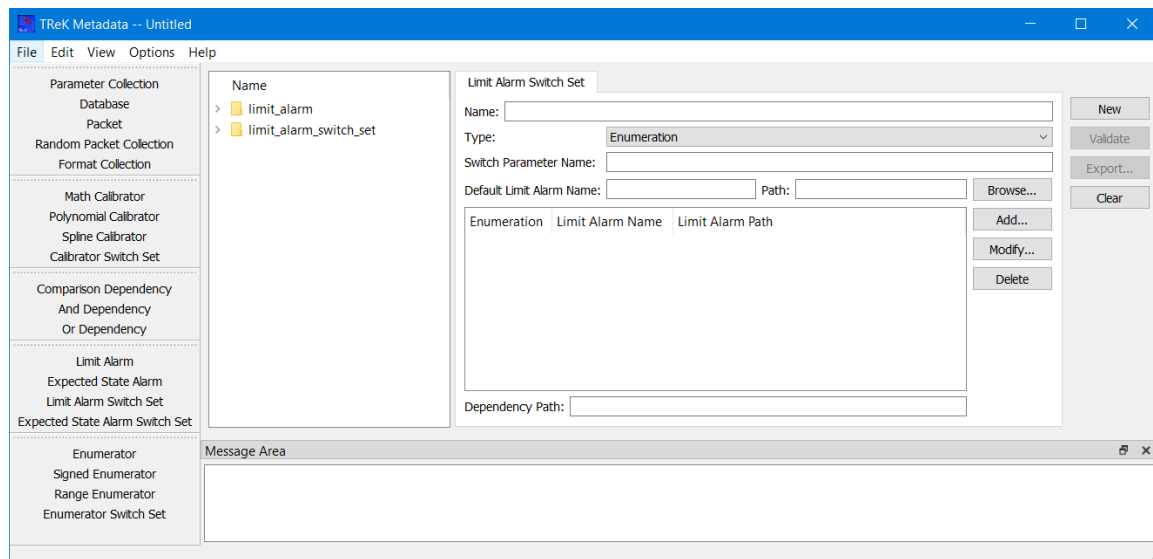 TReK Metadata -- Untitled
File Edit View Options Help
Parameter Collection
Database
Packet
Random Packet Collection
Format Collection
Math Calibrator
Polynomial Calibrator
Spline Calibrator
Calibrator Switch Set
Comparison Dependency
And Dependency
Or Dependency
Limit Alarm
Expected State Alarm
Limit Alarm Switch Set
Expected State Alarm Switch Set
Enumerator
Signed Enumerator
Range Enumerator
Enumerator Switch Set
Name
limit_alarm
limit_alarm_switch_set
Limit Alarm Switch Set
Name:
Type: Enumeration
Switch Parameter Name:
Default Limit Alarm Name: Path: Browse...
Enumeration Limit Alarm Name Limit Alarm Path
Add...
Modify...
Delete
Dependency Path:
New
Validate
Export...
Clear
Message Area